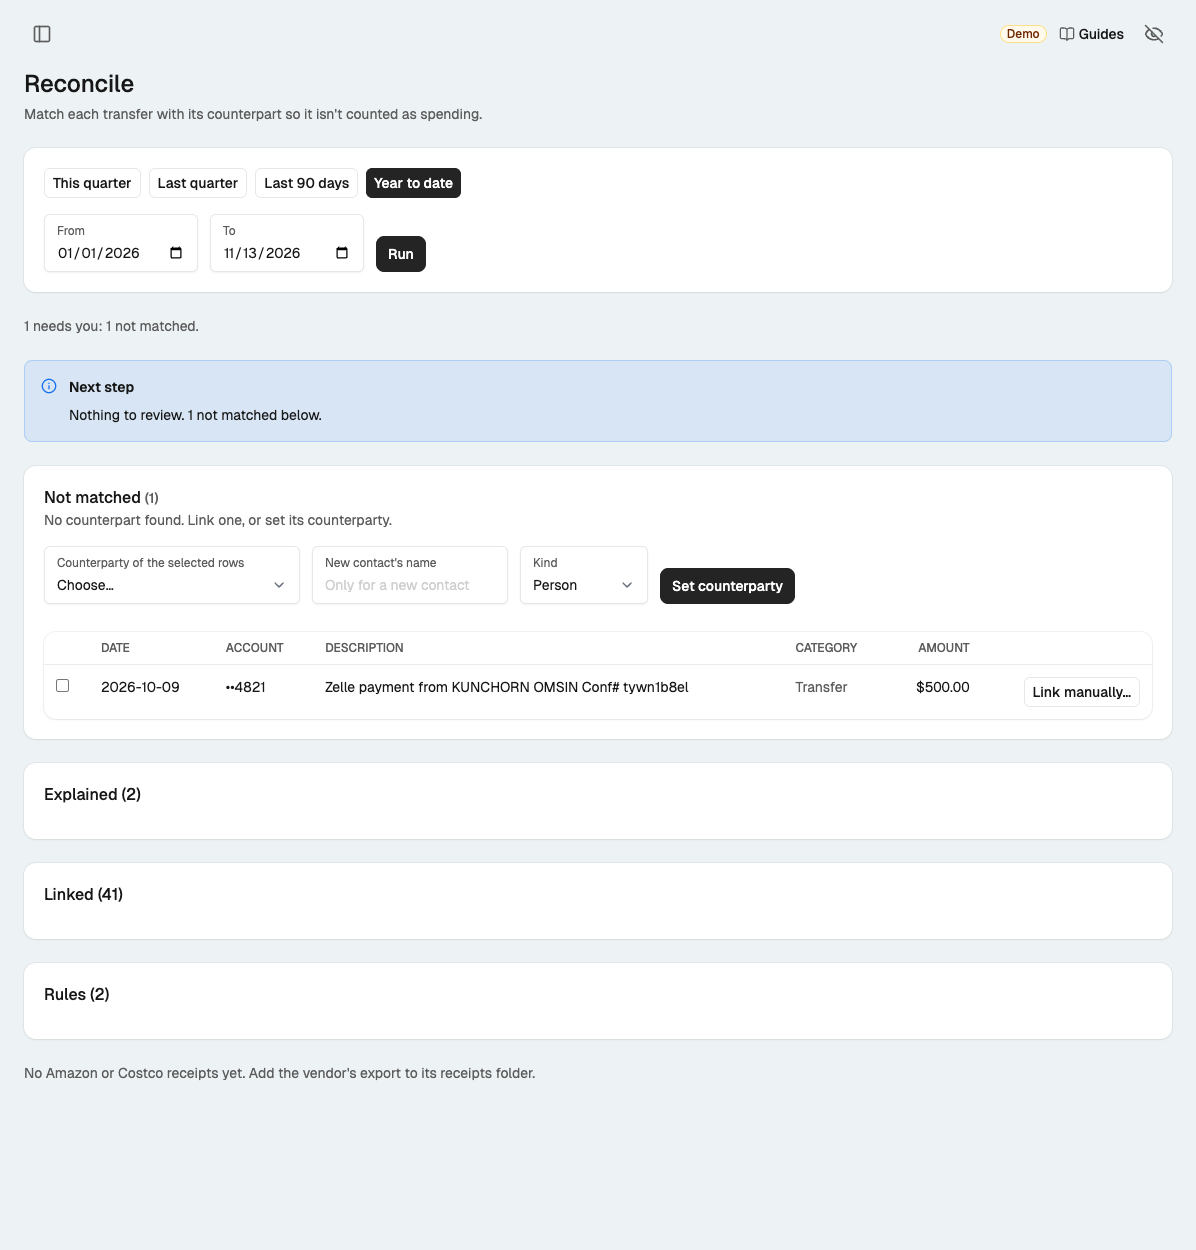 Demo
Guides
Reconcile
Match each transfer with its counterpart so it isn't counted as spending.
This quarter
Last quarter
Last 90 days
Year to date
From
To
01/01/2026
11/13/2026
Run
1 needs you: 1 not matched.
Next step
Nothing to review. 1 not matched below.
Not matched (1)
No counterpart found. Link one, or set its counterparty.
Counterparty of the selected rows
New contact's name
Kind
Choose...
Only for a new contact
Person
Set counterparty
DATE ACCOUNT DESCRIPTION CATEGORY AMOUNT
2026-10-09 ••4821 Zelle payment from KUNCHORN OMSIN Conf# tywn1b8el Transfer $500.00 Link manually...
Explained (2)
Linked (41)
Rules (2)
No Amazon or Costco receipts yet. Add the vendor's export to its receipts folder.